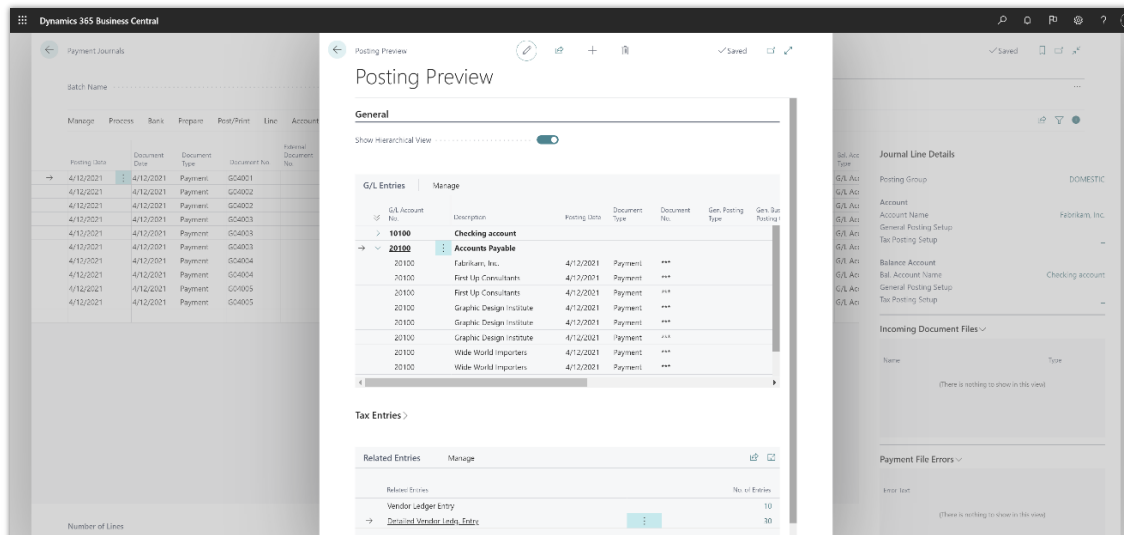 Dynamics 365 Business Central
Payment Journals
Saved
Batch Name
Manage Process Bank Prepare Post/Print Line Account
Posting Date Document Date Document Type Document No. External Document No.
4/12/2021 4/12/2021 Payment G04001
4/12/2021 4/12/2021 Payment G04002
4/12/2021 4/12/2021 Payment G04002
4/12/2021 4/12/2021 Payment G04003
4/12/2021 4/12/2021 Payment G04003
4/12/2021 4/12/2021 Payment G04003
4/12/2021 4/12/2021 Payment G04004
4/12/2021 4/12/2021 Payment G04004
4/12/2021 4/12/2021 Payment G04005
4/12/2021 4/12/2021 Payment G04005
Number of Lines
Posting Preview
Saved
Posting Preview
General
Show Hierarchical View
G/L Entries Manage
G/L Account No. Description Posting Date Document Type Document No. Gen. Posting Type Gen. Bus. Posting
10100 Checking account
20100 Accounts Payable
20100 Fabrikam, Inc. 4/12/2021 Payment ***
20100 First Up Consultants 4/12/2021 Payment ***
20100 First Up Consultants 4/12/2021 Payment ***
20100 Graphic Design Institute 4/12/2021 Payment ***
20100 Graphic Design Institute 4/12/2021 Payment ***
20100 Graphic Design Institute 4/12/2021 Payment ***
20100 Wide World Importers 4/12/2021 Payment ***
20100 Wide World Importers 4/12/2021 Payment ***
Tax Entries
Related Entries Manage
Related Entries No. of Entries
Vendor Ledger Entry 10
Detailed Vendor Ledg. Entry 30
Bal. Acc Type
G/L Acc
G/L Acc
G/L Acc
G/L Acc
G/L Acc
G/L Acc
G/L Acc
G/L Acc
G/L Acc
G/L Acc
Journal Line Details
Posting Group DOMESTIC
Account
Account Name Fabrikam, Inc.
General Posting Setup
Tax Posting Setup _
Balance Account
Bal. Account Name Checking account
General Posting Setup
Tax Posting Setup _
Incoming Document Files
Name Type
(There is nothing to show in this view)
Payment File Errors
Error Text
(There is nothing to show in this view)